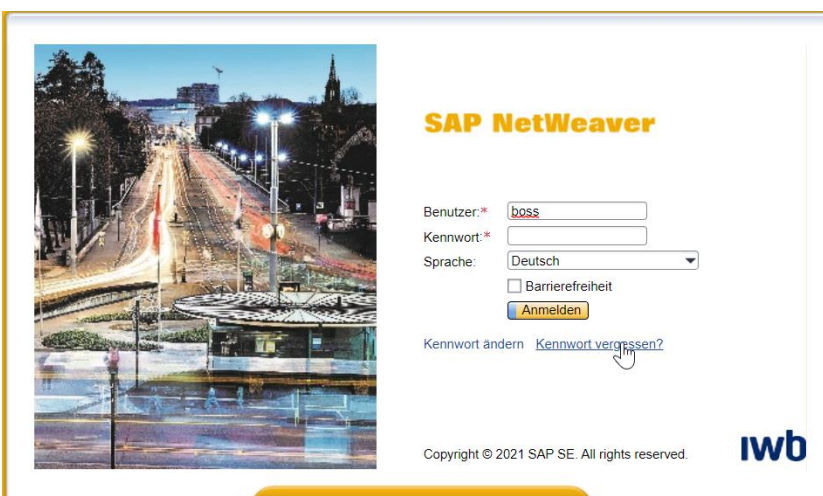 SAP NetWeaver
Benutzer:* boss
Kennwort:*
Sprache: Deutsch
Barrierefreiheit
Anmelden
Kennwort ändern Kennwort vergessen?
Copyright © 2021 SAP SE. All rights reserved.
iwb